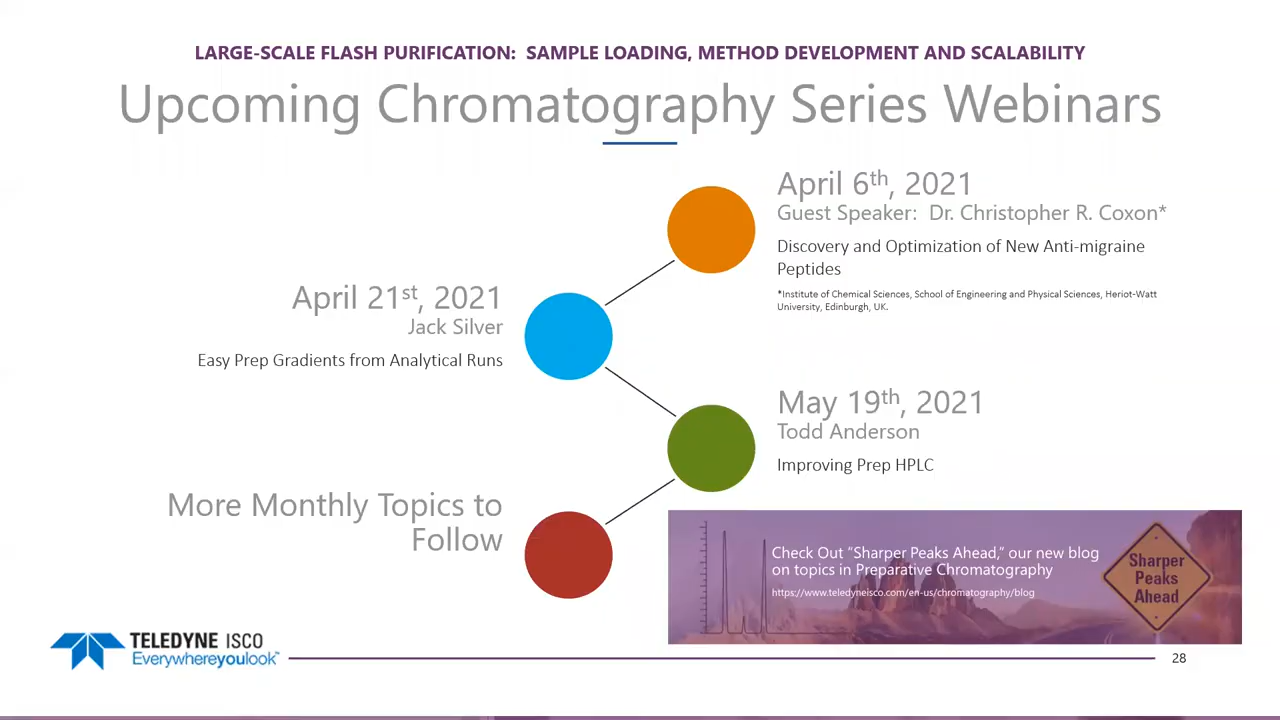 LARGE-SCALE FLASH PURIFICATION:  SAMPLE LOADING, METHOD DEVELOPMENT AND SCALABILITY
Upcoming Chromatography Series Webinars
April 6th, 2021
Guest Speaker:  Dr. Christopher R. Coxon*
Discovery and Optimization of New Anti-migraine
Peptides
*Institute of Chemical Sciences, School of Engineering and Physical Sciences, Heriot-Watt
University, Edinburgh, UK.
April 21st, 2021
Jack Silver
Easy Prep Gradients from Analytical Runs
May 19th, 2021
Todd Anderson
Improving Prep HPLC
More Monthly Topics to
Follow
Check Out “Sharper Peaks Ahead,” our new blog
on topics in Preparative Chromatography
https://www.teledyneisco.com/en-us/chromatography/blog
Sharper
Peaks
Ahead
TELEDYNE ISCO
Everywhereyoulook™
28